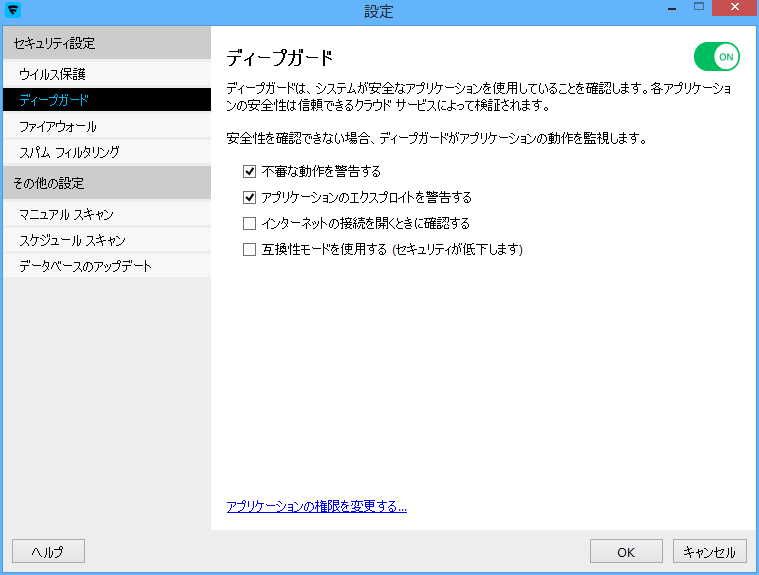 設定
セキュリティ設定
ウイルス保護
ディープガード
ファイアウォール
スパム フィルタリング
その他の設定
マニュアル スキャン
スケジュール スキャン
データベースのアップデート
ディープガード
ON
ディープガードは、システムが安全なアプリケーションを使用していることを確認します。各アプリケーショ
ンの安全性は信頼できるクラウド サービスによって検証されます。
安全性を確認できない場合、ディープガードがアプリケーションの動作を監視します。
不審な動作を警告する
アプリケーションのエクスプロイトを警告する
インターネットの接続を開くときに確認する
互換性モードを使用する (セキュリティが低下します)
アプリケーションの権限を変更する...
ヘルプ
OK
キャンセル